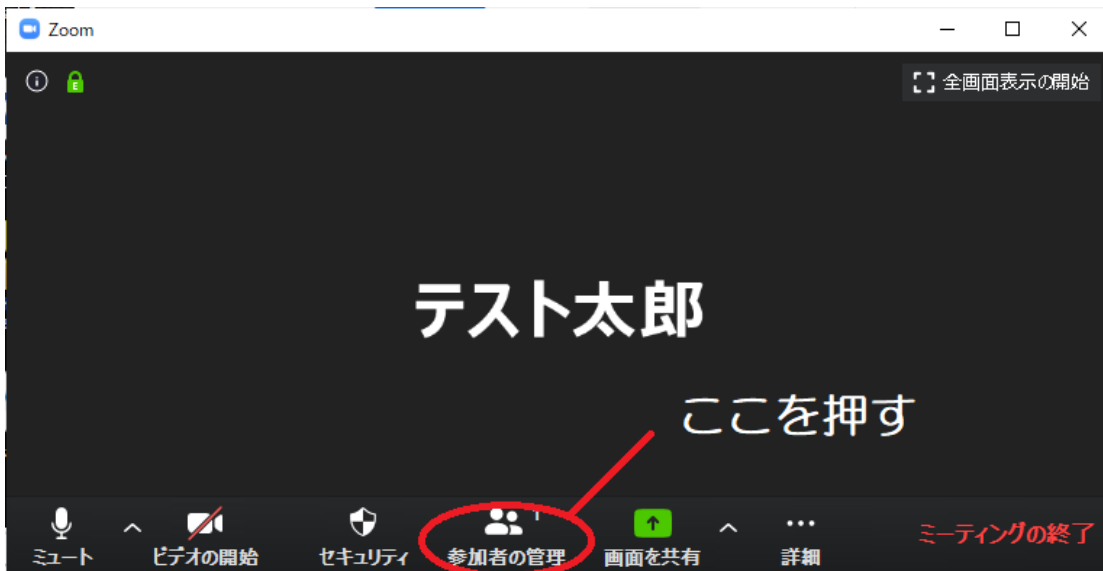 Zoom
全画面表示の開始
テスト太郎
ここを押す
1
ミュート ビデオの開始 セキュリティ 参加者の管理 画面を共有 詳細 ミーティングの終了